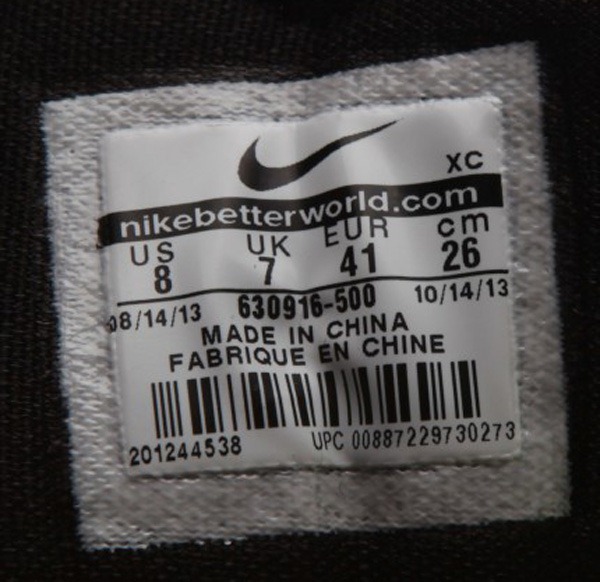 XC
nikebetterworld.com
US UK EUR cm
8 7 41 26
08/14/13 630916-500 10/14/13
MADE IN CHINA
FABRIQUE EN CHINE
201244538 UPC 00887229730273